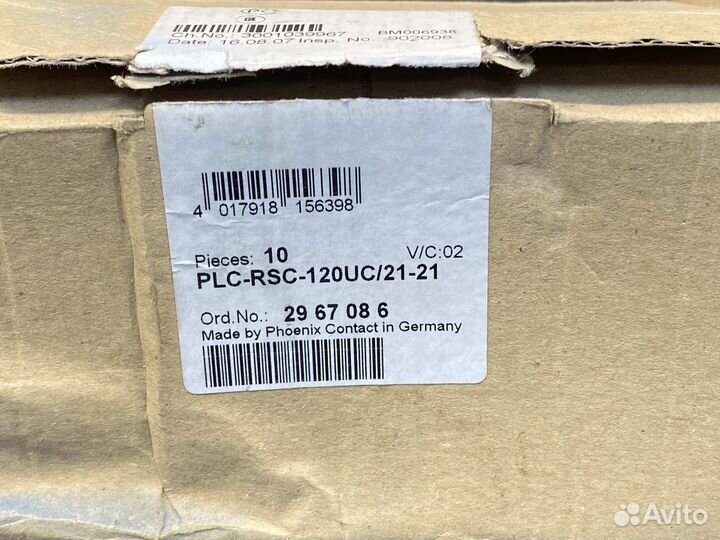 Ch.No.: 3001039967 BM006938
Date: 16.08.07 Insp. No.: 902008
4 017918 156398
Pieces: 10 V/C:02
PLC-RSC-120UC/21-21
Ord.No.: 29 67 08 6
Made by Phoenix Contact in Germany
Avito